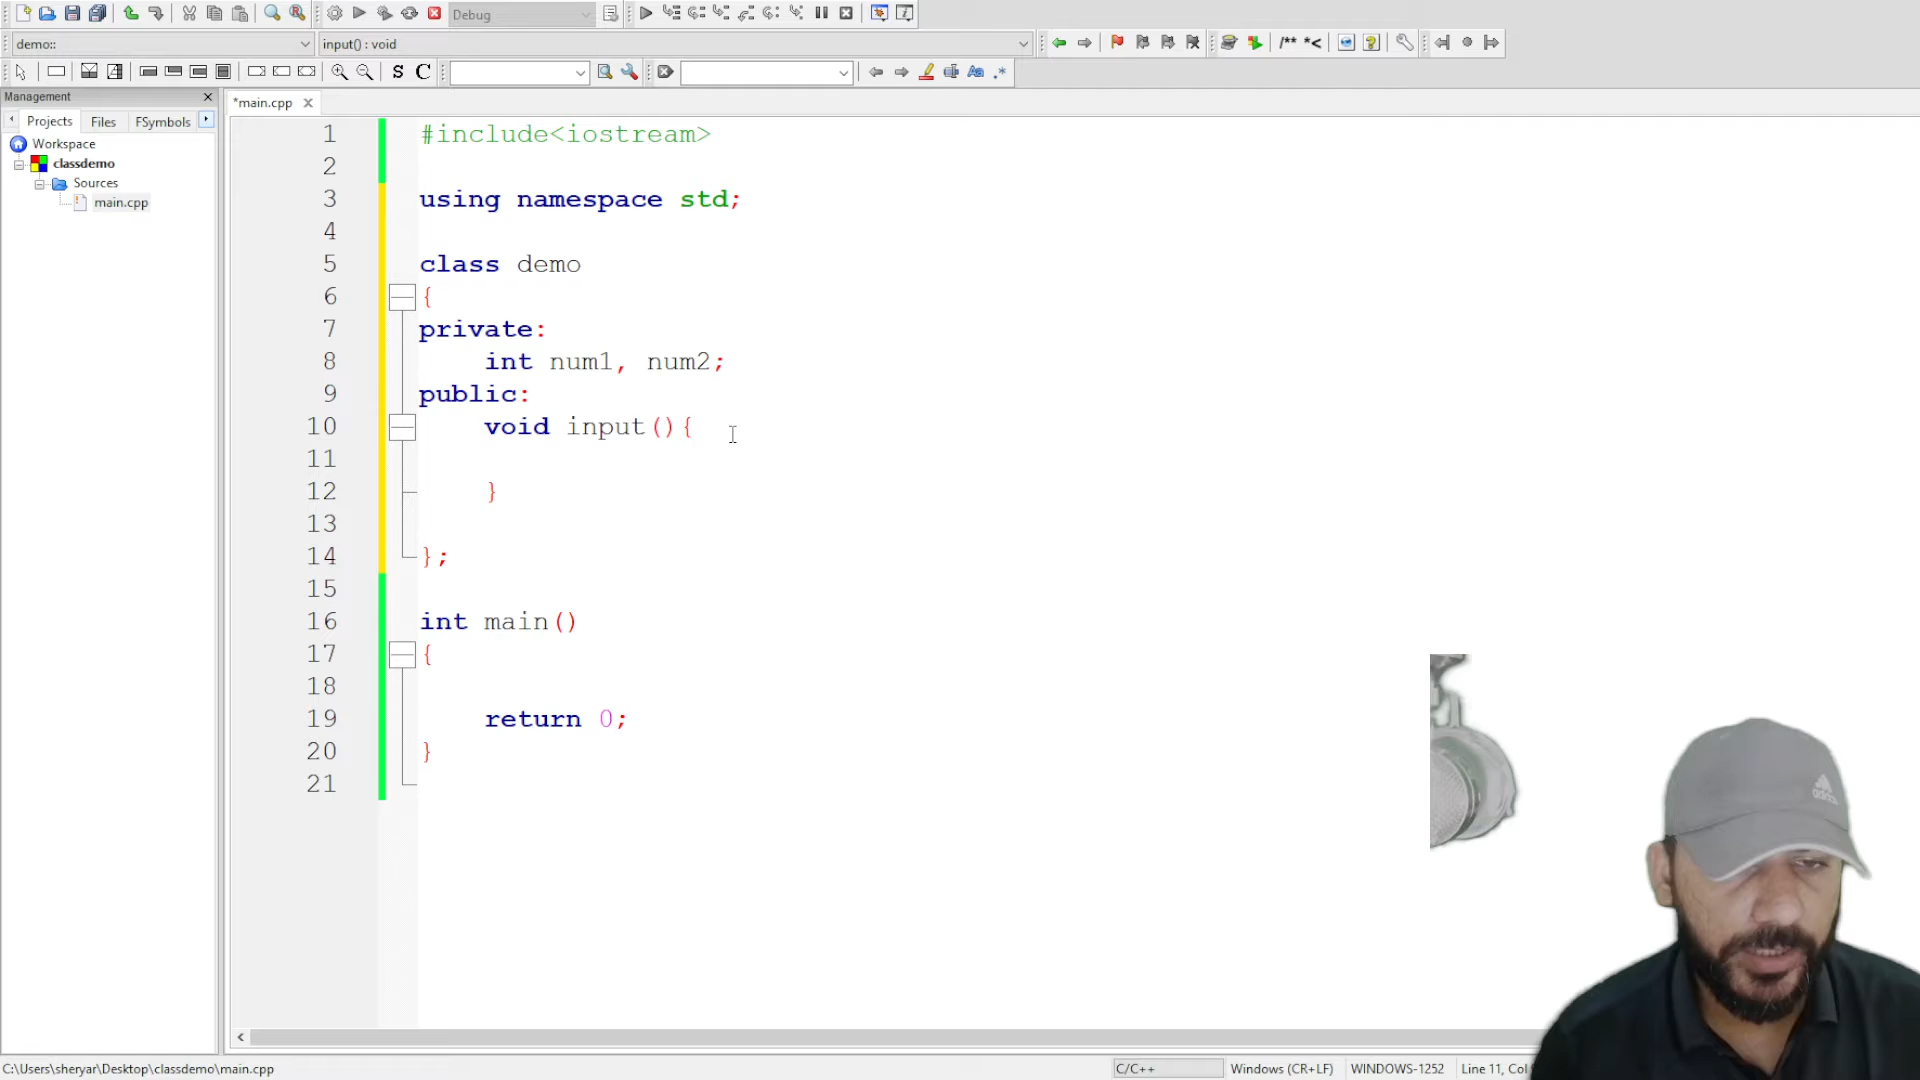 Debug
demo::
input() : void
/** *<
S C
Aa .*
Management
*main.cpp
Projects Files FSymbols
Workspace
classdemo
Sources
main.cpp
1 #include<iostream>
2
3 using namespace std;
4
5 class demo
6 {
7 private:
8 int num1, num2;
9 public:
10 void input(){
11
12 }
13
14 };
15
16 int main()
17 {
18
19 return 0;
20 }
21
adidas
C:\Users\sheryar\Desktop\classdemo\main.cpp
C/C++
Windows (CR+LF)
WINDOWS-1252
Line 11, Col